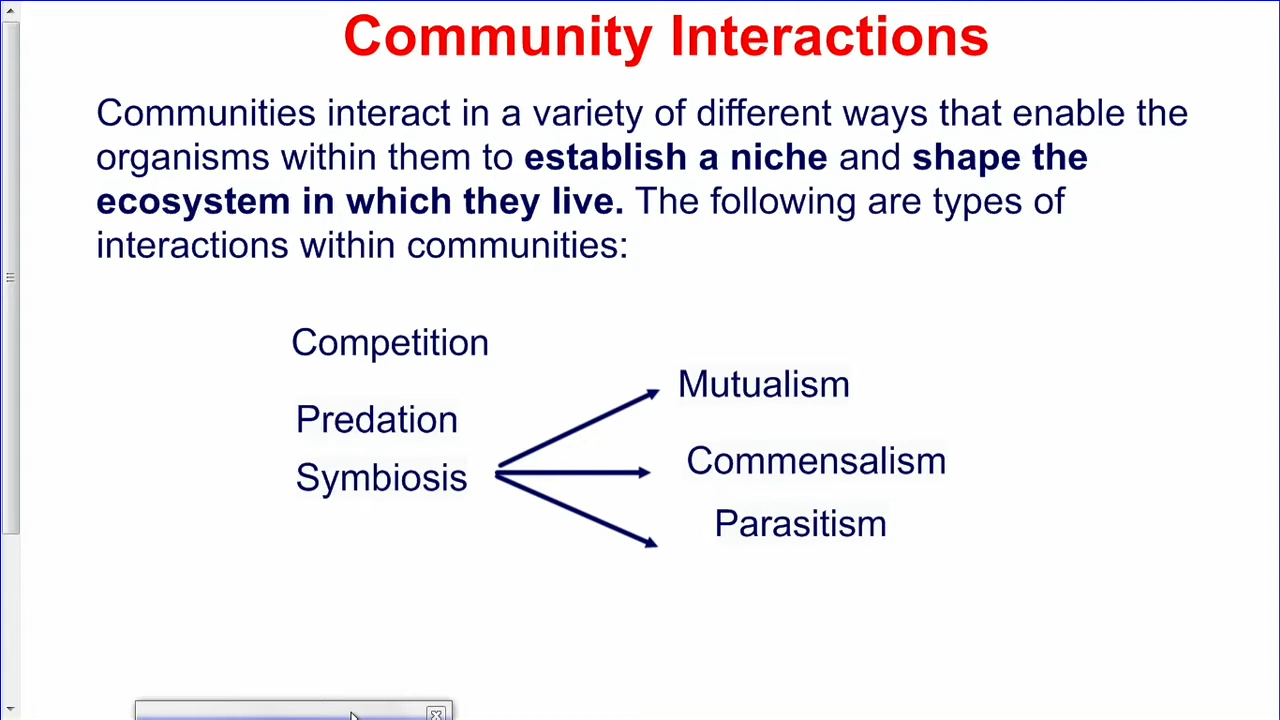 Community Interactions
Communities interact in a variety of different ways that enable the
organisms within them to establish a niche and shape the
ecosystem in which they live. The following are types of
interactions within communities:
Competition
Mutualism
Predation
Commensalism
Symbiosis
Parasitism